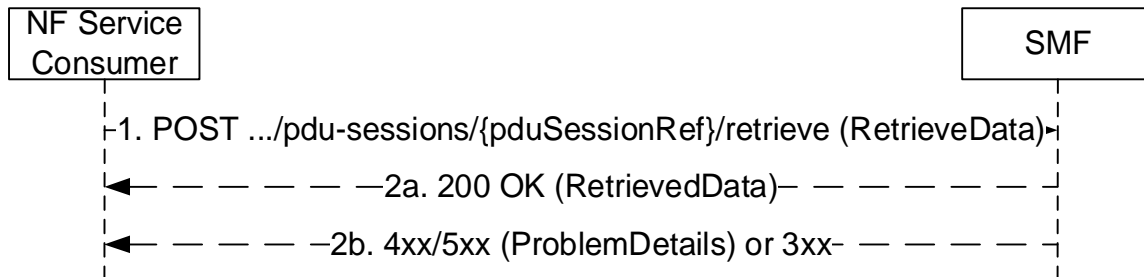 NF Service
Consumer
SMF
1. POST .../pdu-sessions/{pduSessionRef}/retrieve (RetrieveData)
2a. 200 OK (RetrievedData)
2b. 4xx/5xx (ProblemDetails) or 3xx